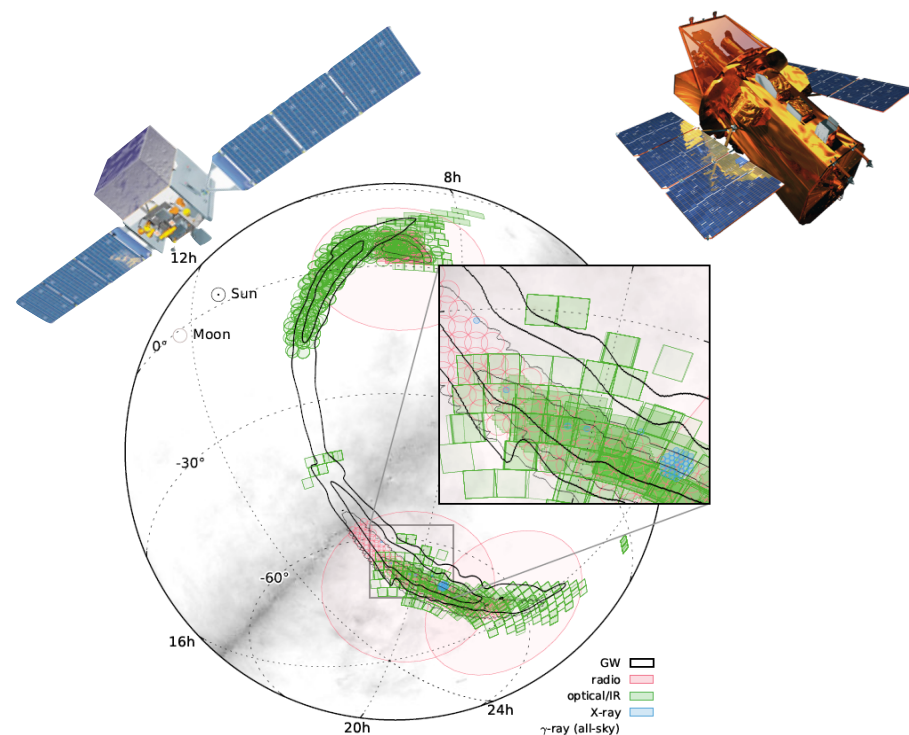 8h
12h
Sun
Moon
0°
-30°
-60°
16h
20h
24h
GW
radio
optical/IR
X-ray
γ-ray (all-sky)